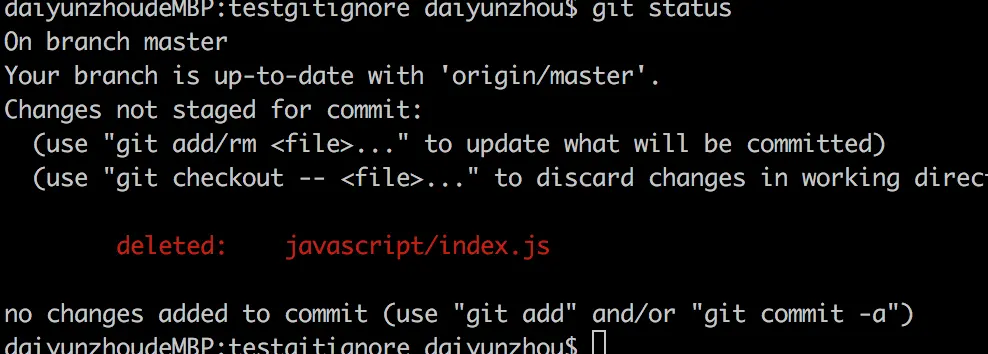 daiyunzhoudeMBP:testgitignore daiyunzhou$ git status
On branch master
Your branch is up-to-date with 'origin/master'.
Changes not staged for commit:
  (use "git add/rm <file>..." to update what will be committed)
  (use "git checkout -- <file>..." to discard changes in working direct
        deleted:    javascript/index.js
no changes added to commit (use "git add" and/or "git commit -a")
daiyunzhoudeMBP:testgitignore daiyunzhou$